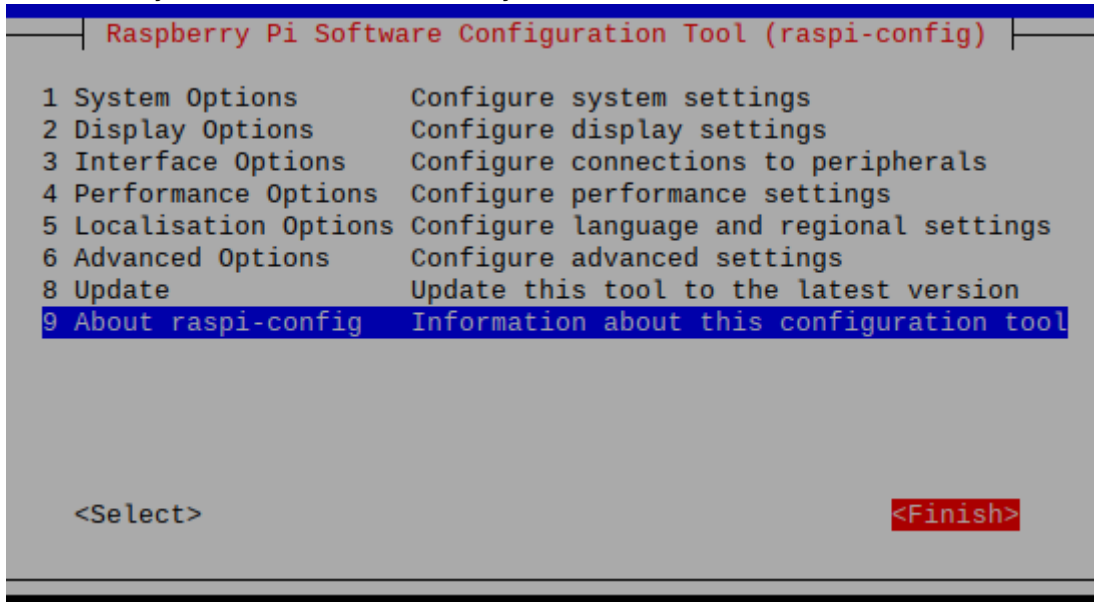 Raspberry Pi Software Configuration Tool (raspi-config)
1 System Options Configure system settings
2 Display Options Configure display settings
3 Interface Options Configure connections to peripherals
4 Performance Options Configure performance settings
5 Localisation Options Configure language and regional settings
6 Advanced Options Configure advanced settings
8 Update Update this tool to the latest version
9 About raspi-config Information about this configuration tool
<Select> <Finish>